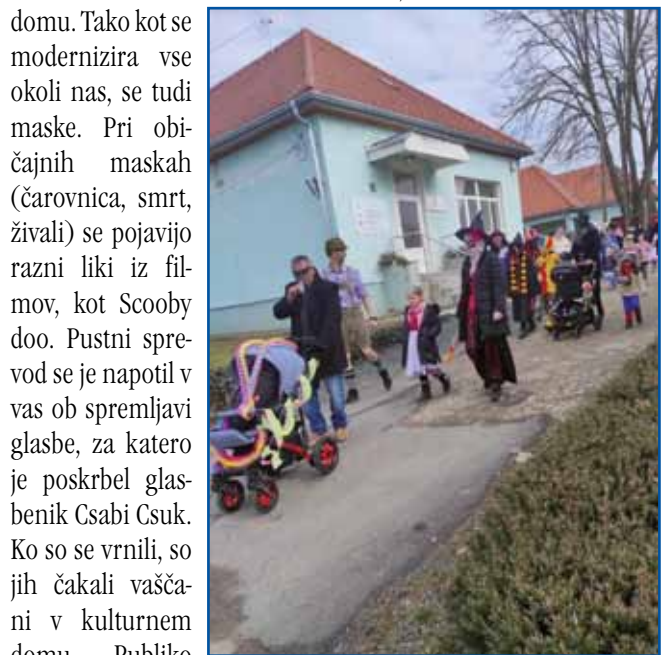 domu. Tako kot se
modernizira vse
okoli nas, se tudi
maske. Pri obi-
čajnih maskah
(čarovnica, smrt,
živali) se pojavijo
razni liki iz fil-
mov, kot Scooby
doo. Pustni spre-
vod se je napotil v
vas ob spremljavi
glasbe, za katero
je poskrbel glas-
benik Csabi Csuk.
Ko so se vrnili, so
jih čakali vašča-
ni v kulturnem
domu. Publiko